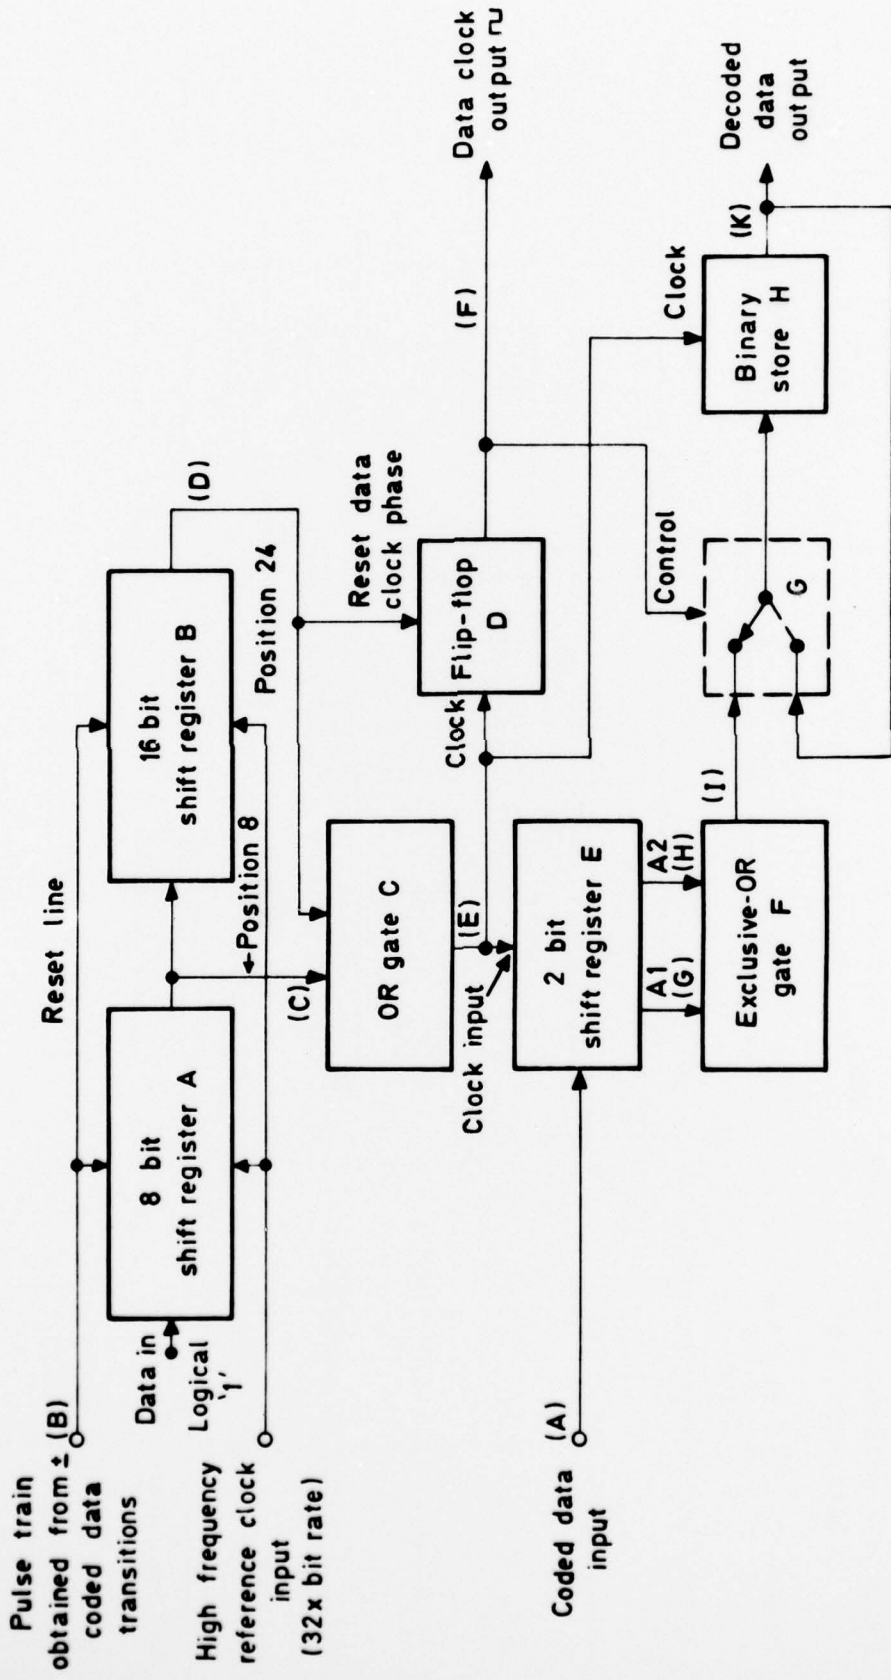 Pulse train
obtained from ± (B)
coded data
transitions
Reset line
Data in
Logical
'1'
8 bit
shift register A
16 bit
shift register B
(D)
High frequency
reference clock
input
(32x bit rate)
←Position 8
Position 24
(C)
OR gate C
Reset data
clock phase
(E)
Clock
Flip-flop
D
(F)
Data clock
output
Clock input
(A)
Coded data
input
2 bit
shift register E
A1
(G)
A2
(H)
Control
Clock
Exclusive-OR
gate F
(I)
G
Binary
store H
(K)
Decoded
data
output